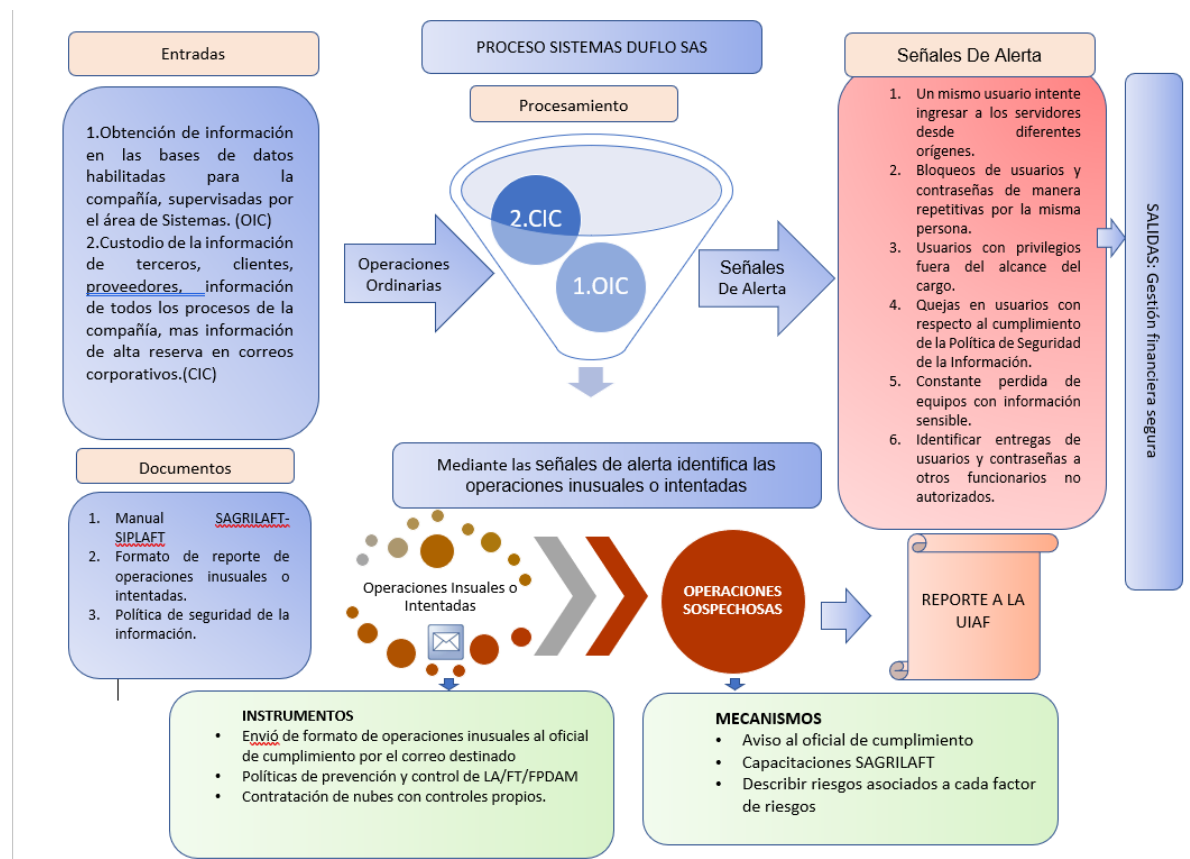 PROCESO SISTEMAS DUFLO SAS
Entradas
1.Obtención de información
en las bases de datos
habilitadas para la
compañía, supervisadas por
el área de Sistemas. (OIC)
2.Custodio de la información
de terceros, clientes,
proveedores, información
de todos los procesos de la
compañía, mas información
de alta reserva en correos
corporativos.(CIC)
Documentos
1. Manual SAGRILAFT-
SIPLAFT
2. Formato de reporte de
operaciones inusuales o
intentadas.
3. Política de seguridad de la
información.
Operaciones
Ordinarias
Procesamiento
2.CIC
1.OIC
Señales
De Alerta
Señales De Alerta
1. Un mismo usuario intente
ingresar a los servidores
desde diferentes
orígenes.
2. Bloqueos de usuarios y
contraseñas de manera
repetitivas por la misma
persona.
3. Usuarios con privilegios
fuera del alcance del
cargo.
4. Quejas en usuarios con
respecto al cumplimiento
de la Política de Seguridad
de la Información.
5. Constante perdida de
equipos con información
sensible.
6. Identificar entregas de
usuarios y contraseñas a
otros funcionarios no
autorizados.
SALIDAS: Gestión financiera segura
Mediante las señales de alerta identifica las
operaciones inusuales o intentadas
Operaciones Insuales o
Intentadas
OPERACIONES
SOSPECHOSAS
REPORTE A LA
UIAF
INSTRUMENTOS
• Envió de formato de operaciones inusuales al oficial
de cumplimiento por el correo destinado
• Políticas de prevención y control de LA/FT/FPDAM
• Contratación de nubes con controles propios.
MECANISMOS
• Aviso al oficial de cumplimiento
• Capacitaciones SAGRILAFT
• Describir riesgos asociados a cada factor
de riesgos